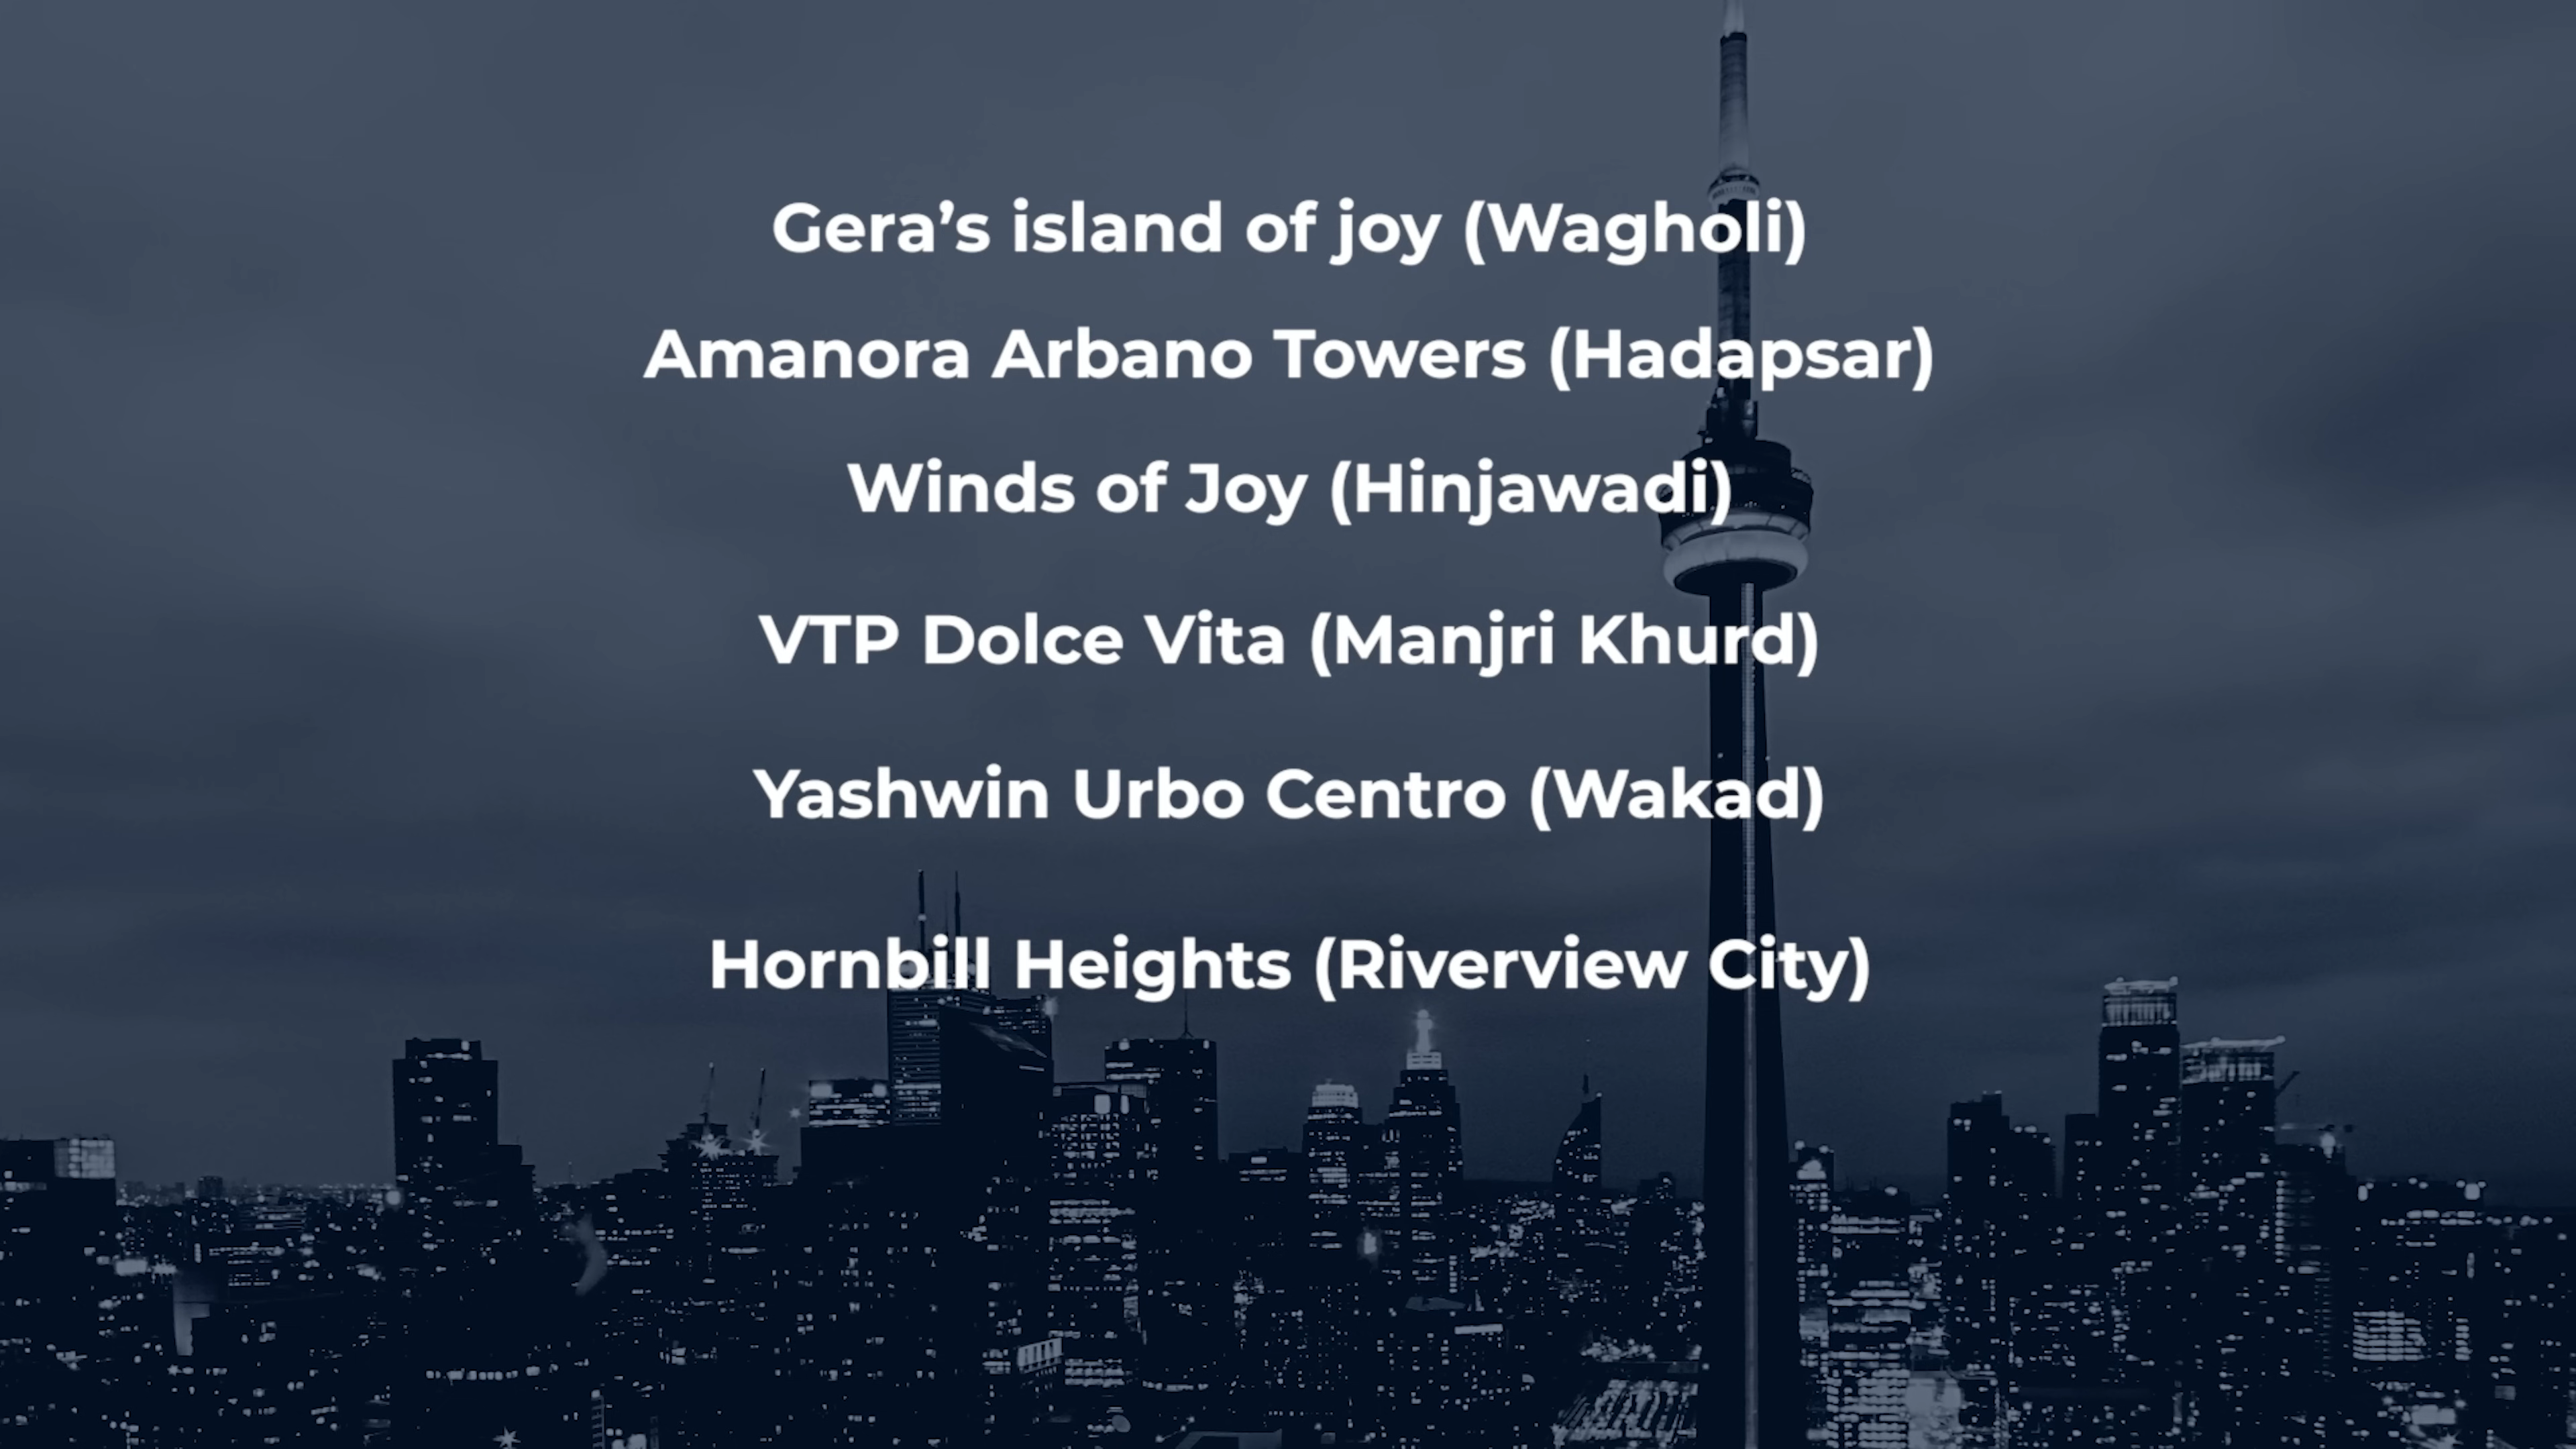 Gera’s island of joy (Wagholi)
Amanora Arbano Towers (Hadapsar)
Winds of Joy (Hinjawadi)
VTP Dolce Vita (Manjri Khurd)
Yashwin Urbo Centro (Wakad)
Hornbill Heights (Riverview City)